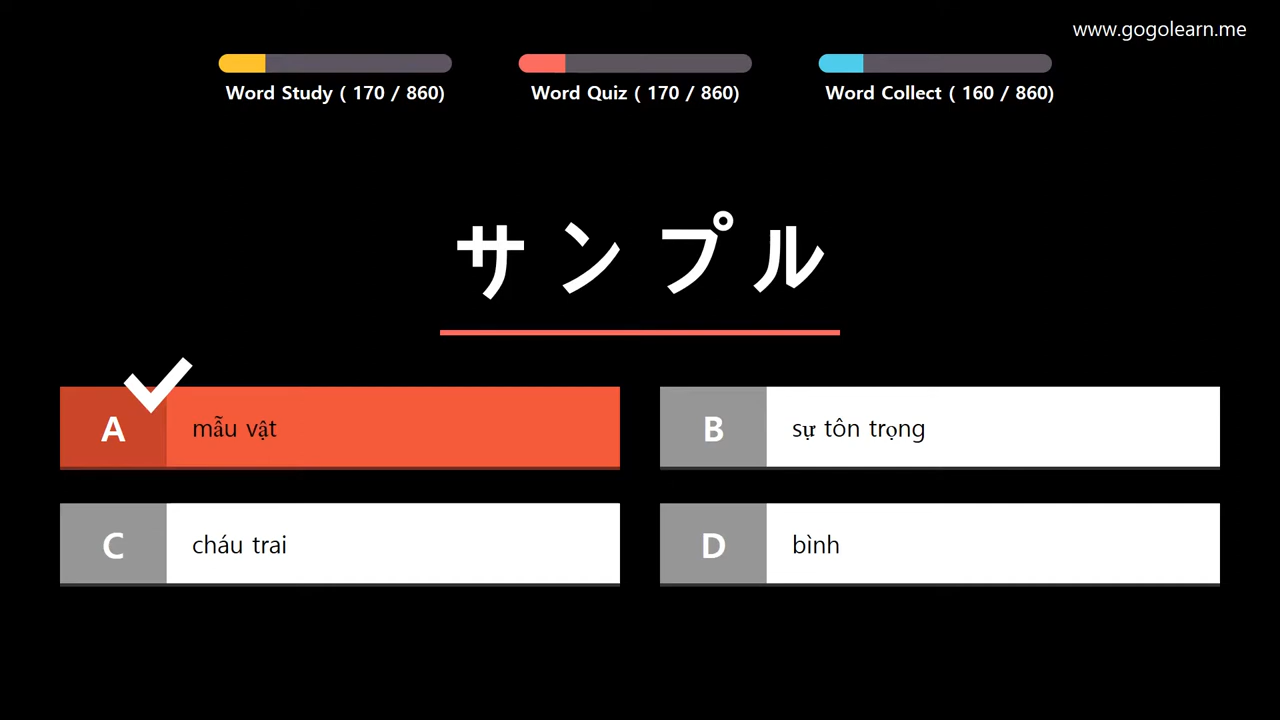 www.gogolearn.me
Word Study ( 170 / 860)
Word Quiz ( 170 / 860)
Word Collect ( 160 / 860)
サンプル
A mẫu vật
B sự tôn trọng
C cháu trai
D bình